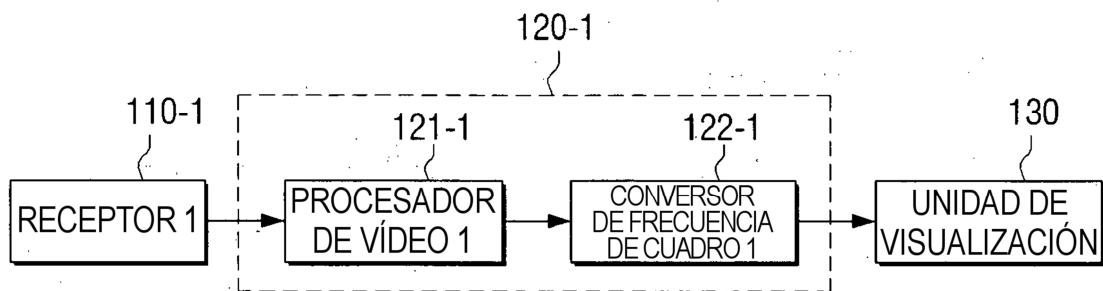 120-1
110-1
121-1
122-1
130
RECEPTOR 1
PROCESADOR
DE VÍDEO 1
CONVERSOR
DE FRECUENCIA
DE CUADRO 1
UNIDAD DE
VISUALIZACIÓN